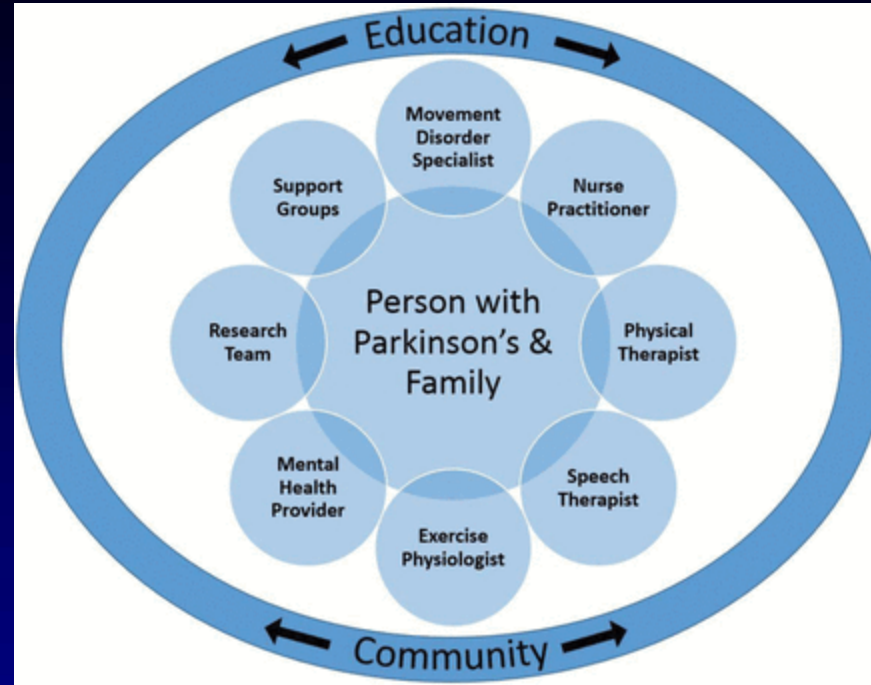 Education
Movement
Disorder
Specialist
Support
Groups
Nurse
Practitioner
Person with
Parkinson's &
Family
Research
Team
Physical
Therapist
Mental
Health
Provider
Speech
Therapist
Exercise
Physiologist
Community